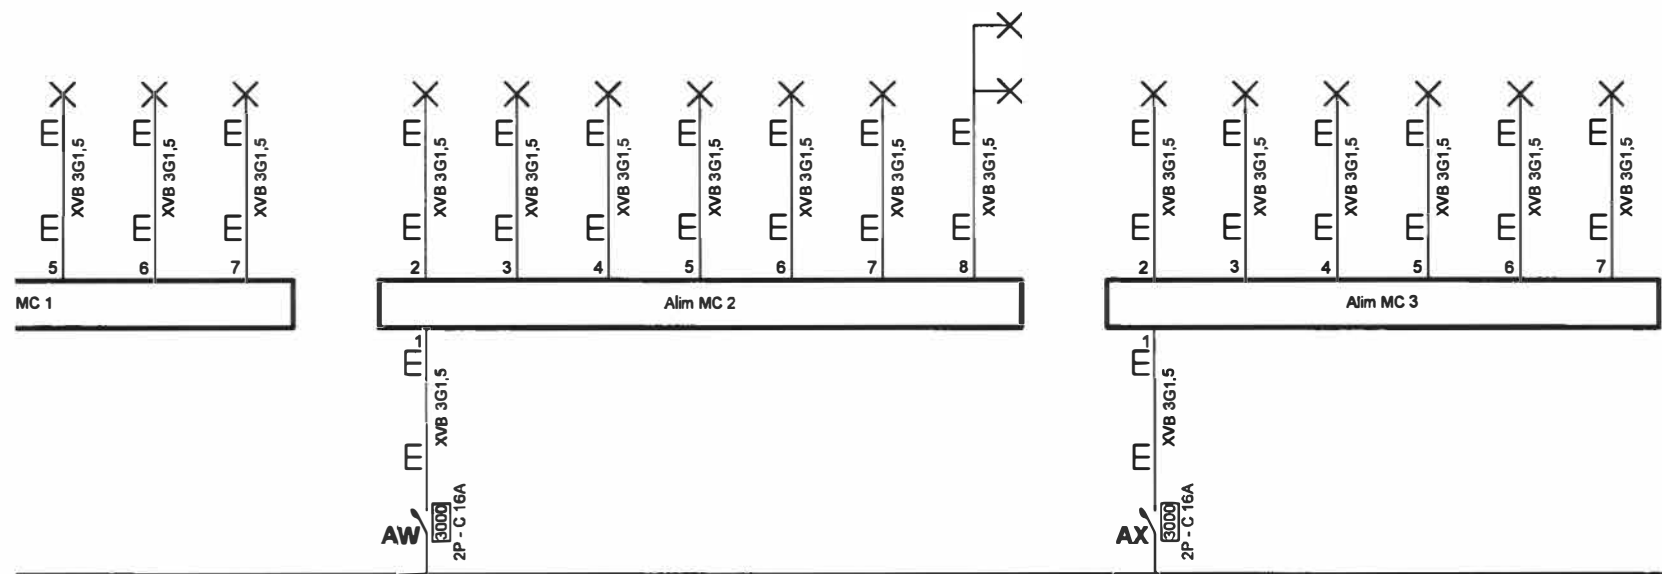 E E E E E E E E E E E E E E E E
XVB 3G1,5 XVB 3G1,5 XVB 3G1,5 XVB 3G1,5 XVB 3G1,5 XVB 3G1,5 XVB 3G1,5 XVB 3G1,5 XVB 3G1,5 XVB 3G1,5 XVB 3G1,5 XVB 3G1,5 XVB 3G1,5 XVB 3G1,5 XVB 3G1,5 XVB 3G1,5
E E E E E E E E E E E E E E E E
5 6 7 2 3 4 5 6 7 8 2 3 4 5 6 7
MC 1 Alim MC 2 Alim MC 3
1 1
E E
XVB 3G1,5 XVB 3G1,5
E E
AW 3000 2P - C 16A AX 3000 2P - C 16A